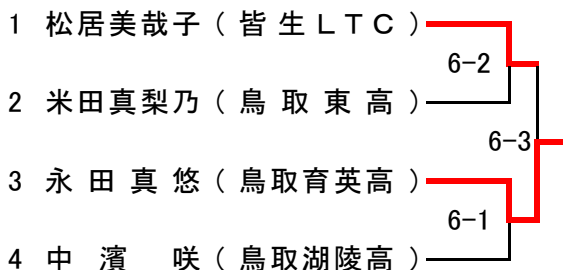 1 松居美哉子 ( 皆生LTC )
6-2
2 米田真梨乃 ( 鳥取東高 )
6-3
3 永田真悠 ( 鳥取育英高 )
6-1
4 中濱 咲 ( 鳥取湖陵高 )